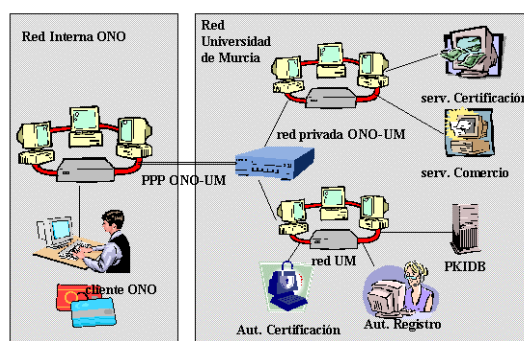 Red Interna ONO
Red
Universidad
de Murcia
serv. Certificación
red privada ONO-UM
PPP ONO-UM
serv. Comercio
red UM
PKIDB
cliente ONO
Aut. Certificación
Aut. Registro